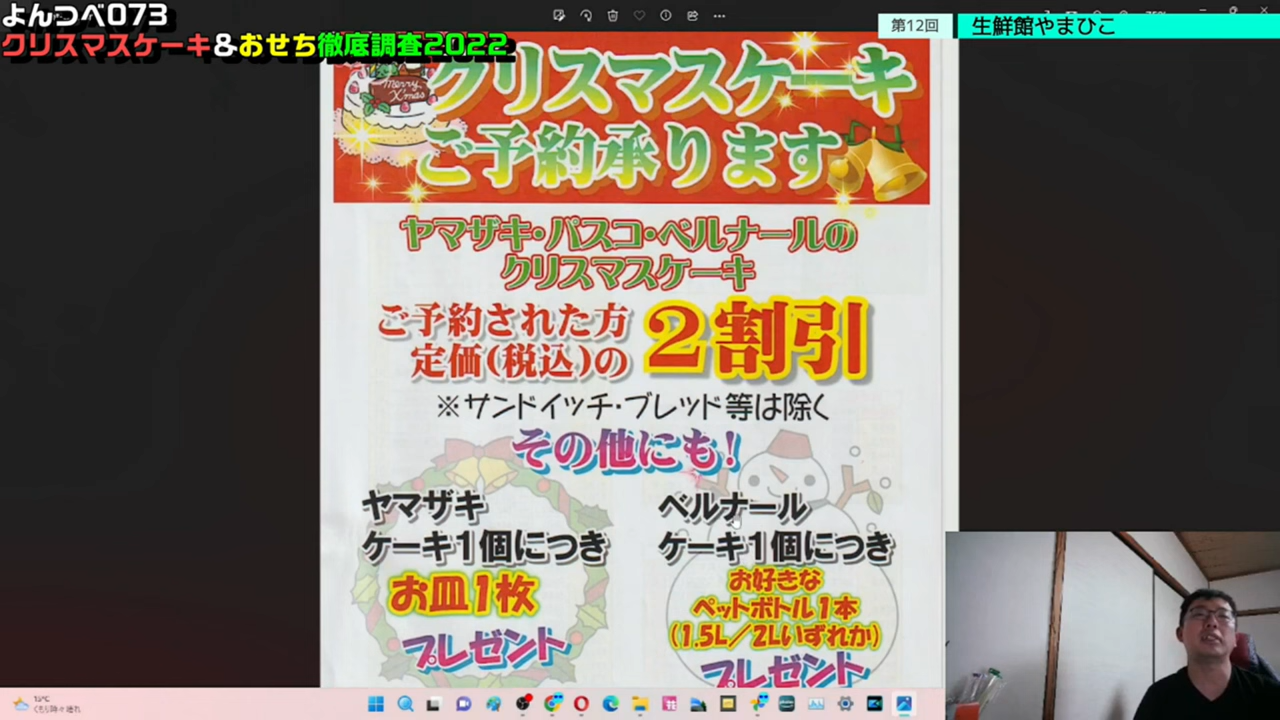 よんつべ073
クリスマスケーキ&おせち徹底調査2022
第12回
生鮮館やまひこ
Merry X'mas
クリスマスケーキ
ご予約承ります
ヤマザキ・パスコ・ベルナールの
クリスマスケーキ
ご予約された方
定価(税込)の
2割引
※サンドイッチ・ブレッド等は除く
その他にも!
ヤマザキ
ケーキ1個につき
お皿1枚
プレゼント
ベルナール
ケーキ1個につき
お好きな
ペットボトル1本
(1.5L/2Lいずれか)
プレゼント
15°C
くもり時々晴れ